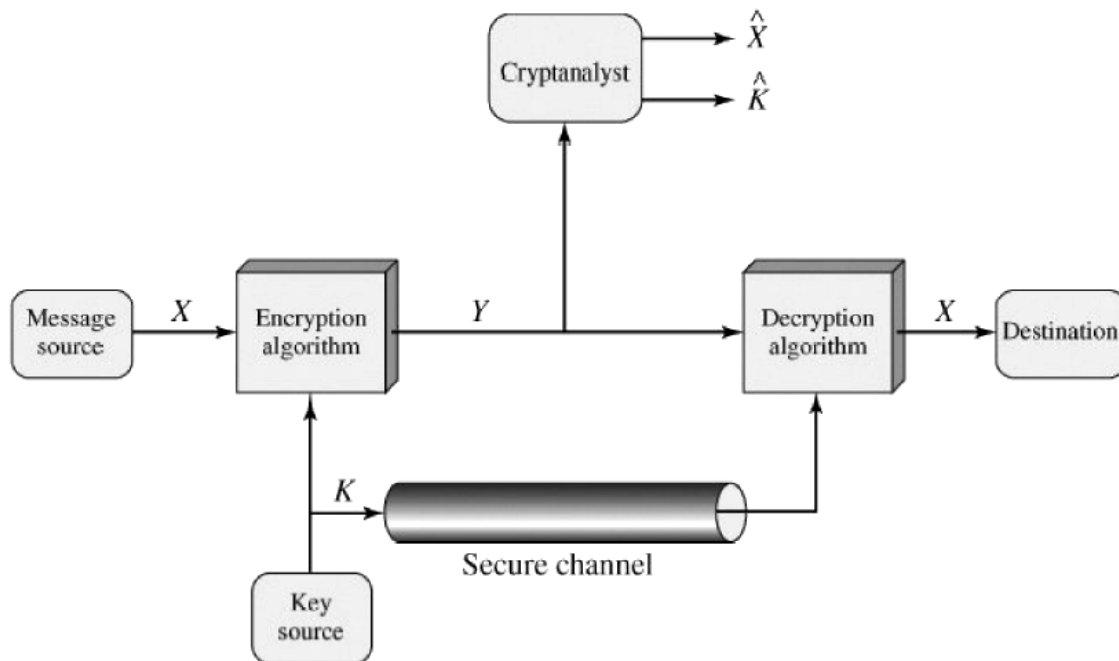 X̂
Cryptanalyst
K̂
Message
source
X
Encryption
algorithm
Y
Decryption
algorithm
X
Destination
K
Secure channel
Key
source